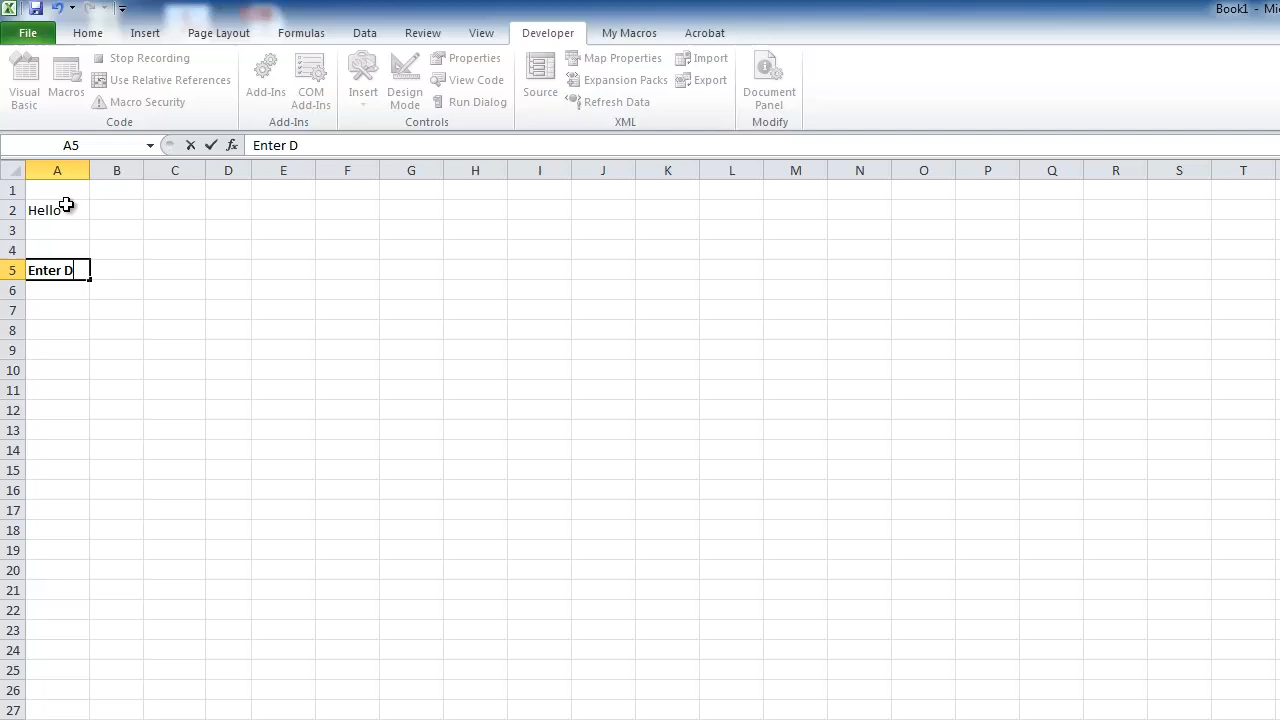 Book1 - Mi
File Home Insert Page Layout Formulas Data Review View Developer My Macros Acrobat
Visual Basic
Macros
Stop Recording
Use Relative References
Macro Security
Code
Add-Ins
COM Add-Ins
Add-Ins
Insert
Design Mode
Properties
View Code
Run Dialog
Controls
Source
Map Properties
Expansion Packs
Refresh Data
Import
Export
XML
Document Panel
Modify
A5 fx Enter D
A B C D E F G H I J K L M N O P Q R S T
1
2 Hello
3
4
5 Enter D
6
7
8
9
10
11
12
13
14
15
16
17
18
19
20
21
22
23
24
25
26
27